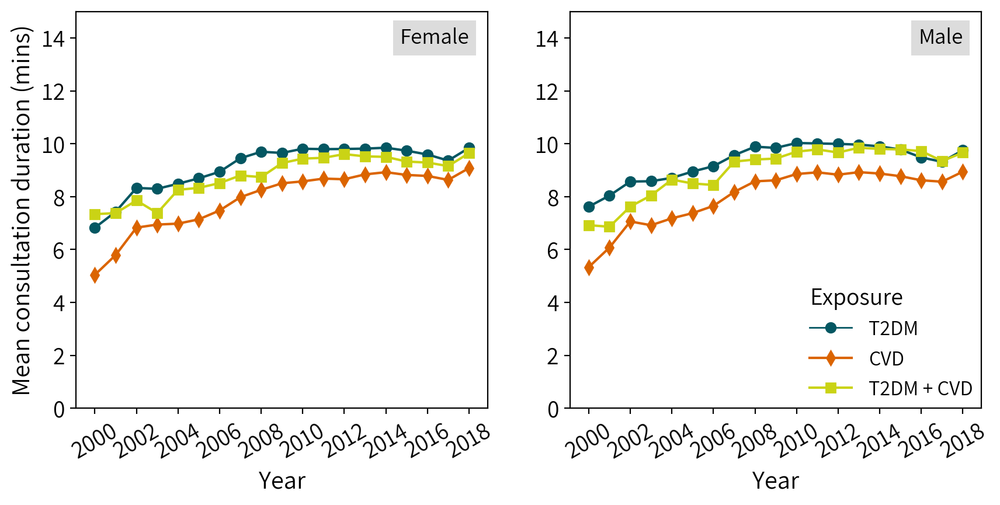 Mean consultation duration (mins)
Female
14
12
10
8
6
4
2
0
2000 2002 2004 2006 2008 2010 2012 2014 2016 2018
Year
Male
14
12
10
8
6
4
2
0
Exposure
T2DM
CVD
T2DM + CVD
2000 2002 2004 2006 2008 2010 2012 2014 2016 2018
Year